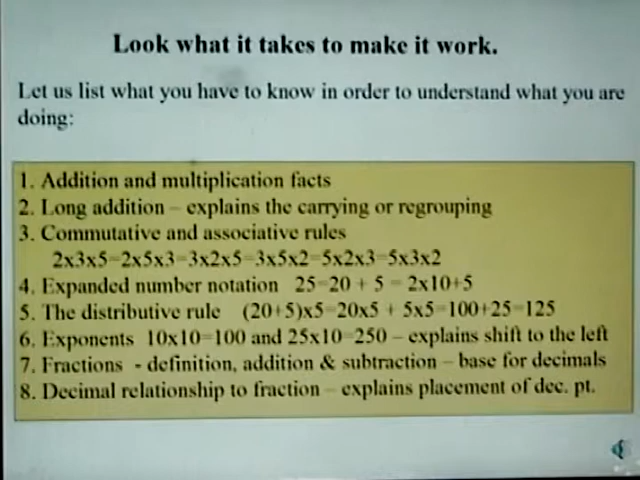 Look what it takes to make it work.
Let us list what you have to know in order to understand what you are
doing:
1. Addition and multiplication facts
2. Long addition – explains the carrying or regrouping
3. Commutative and associative rules
2x3x5=2x5x3=3x2x5=3x5x2=5x2x3=5x3x2
4. Expanded number notation 25=20 + 5 = 2x10+5
5. The distributive rule (20+5)x5=20x5 + 5x5=100+25=125
6. Exponents 10x10=100 and 25x10=250 – explains shift to the left
7. Fractions - definition, addition & subtraction – base for decimals
8. Decimal relationship to fraction – explains placement of dec. pt.